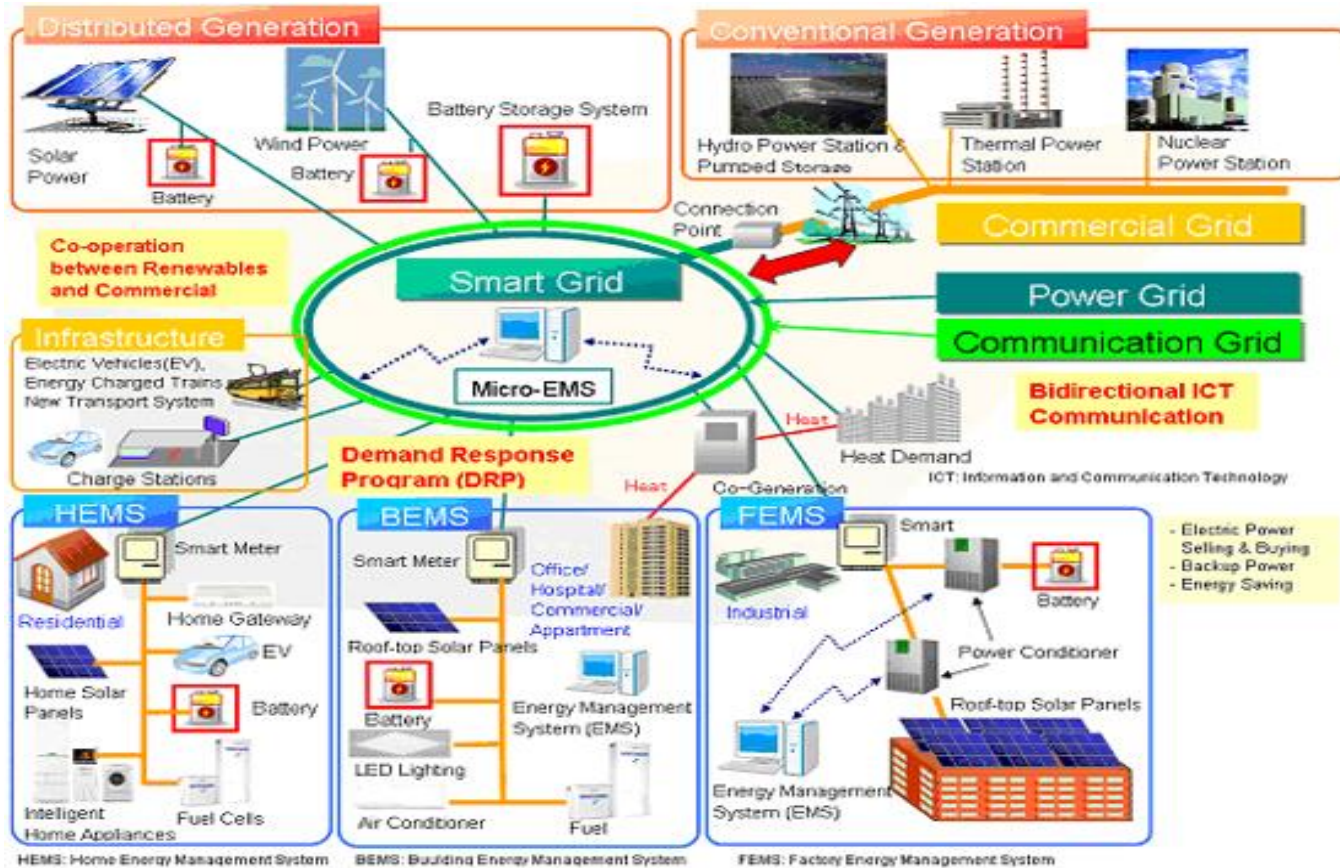 Distributed Generation
Solar
Power
Battery
Wind Power
Battery
Battery Storage System
Conventional Generation
Hydro Power Station &
Pumped Storage
Thermal Power
Station
Nuclear
Power Station
Connection
Point
Commercial Grid
Co-operation
between Renewables
and Commercial
Smart Grid
Power Grid
Communication Grid
Micro-EMS
Infrastructure
Electric Vehicles(EV),
Energy Charged Trains
New Transport System
Charge Stations
Demand Response
Program (DRP)
Bidirectional ICT
Communication
Heat
Heat Demand
Heat
Co-Generation
ICT: Information and Communication Technology
HEMS
Smart Meter
Residential
Home Gateway
EV
Home Solar
Panels
Battery
Intelligent
Home Appliances
Fuel Cells
HEMS: Home Energy Management System
BEMS
Smart Meter
Office/
Hospital/
Commercial/
Appartment
Roof-top Solar Panels
Battery
Energy Management
System (EMS)
LED Lighting
Air Conditioner
Fuel
BEMS: Buulding Energy Management System
FEMS
Smart
Industrial
Battery
Power Conditioner
Roof-top Solar Panels
Energy Management
System (EMS)
FEMS: Factory Energy Management System
- Electric Power
Selling & Buying
- Backup Power
- Energy Saving